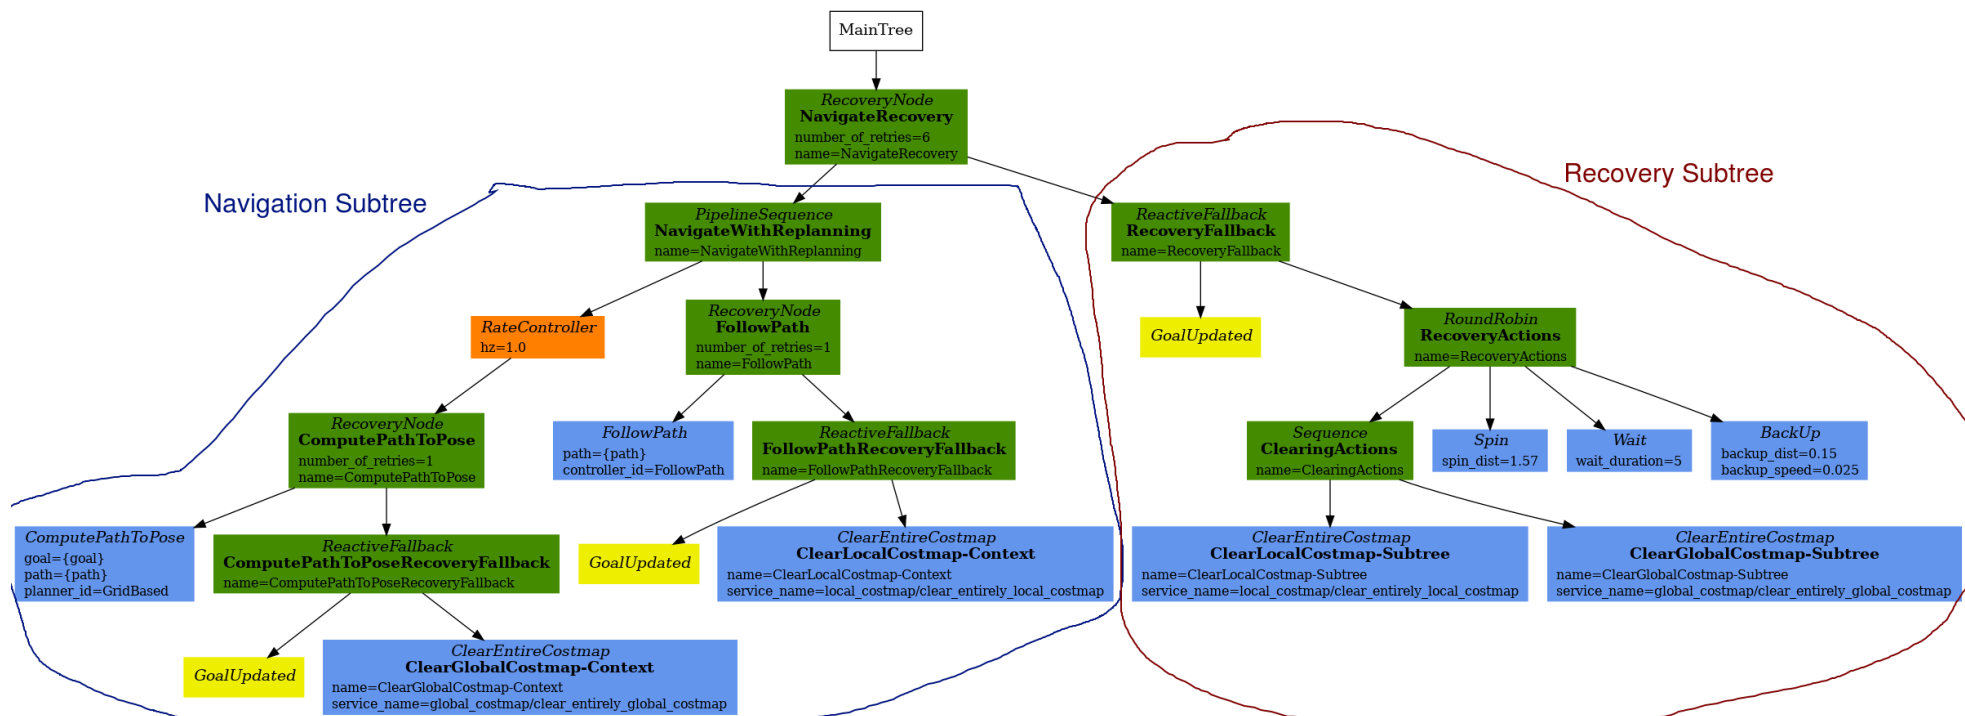 MainTree
RecoveryNode
NavigateRecovery
number_of_retries=6
name=NavigateRecovery
Navigation Subtree
Recovery Subtree
PipelineSequence
NavigateWithReplanning
name=NavigateWithReplanning
ReactiveFallback
RecoveryFallback
name=RecoveryFallback
RateController
hz=1.0
RecoveryNode
FollowPath
number_of_retries=1
name=FollowPath
GoalUpdated
RoundRobin
RecoveryActions
name=RecoveryActions
RecoveryNode
ComputePathToPose
number_of_retries=1
name=ComputePathToPose
FollowPath
path={path}
controller_id=FollowPath
ReactiveFallback
FollowPathRecoveryFallback
name=FollowPathRecoveryFallback
Sequence
ClearingActions
name=ClearingActions
Spin
spin_dist=1.57
Wait
wait_duration=5
BackUp
backup_dist=0.15
backup_speed=0.025
ComputePathToPose
goal={goal}
path={path}
planner_id=GridBased
ReactiveFallback
ComputePathToPoseRecoveryFallback
name=ComputePathToPoseRecoveryFallback
GoalUpdated
ClearEntireCostmap
ClearLocalCostmap-Context
name=ClearLocalCostmap-Context
service_name=local_costmap/clear_entirely_local_costmap
ClearEntireCostmap
ClearLocalCostmap-Subtree
name=ClearLocalCostmap-Subtree
service_name=local_costmap/clear_entirely_local_costmap
ClearEntireCostmap
ClearGlobalCostmap-Subtree
name=ClearGlobalCostmap-Subtree
service_name=global_costmap/clear_entirely_global_costmap
GoalUpdated
ClearEntireCostmap
ClearGlobalCostmap-Context
name=ClearGlobalCostmap-Context
service_name=global_costmap/clear_entirely_global_costmap